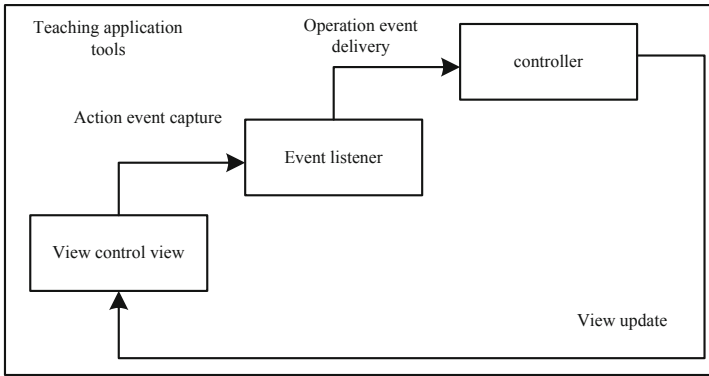 Teaching application
tools
Operation event
delivery
controller
Action event capture
Event listener
View control view
View update